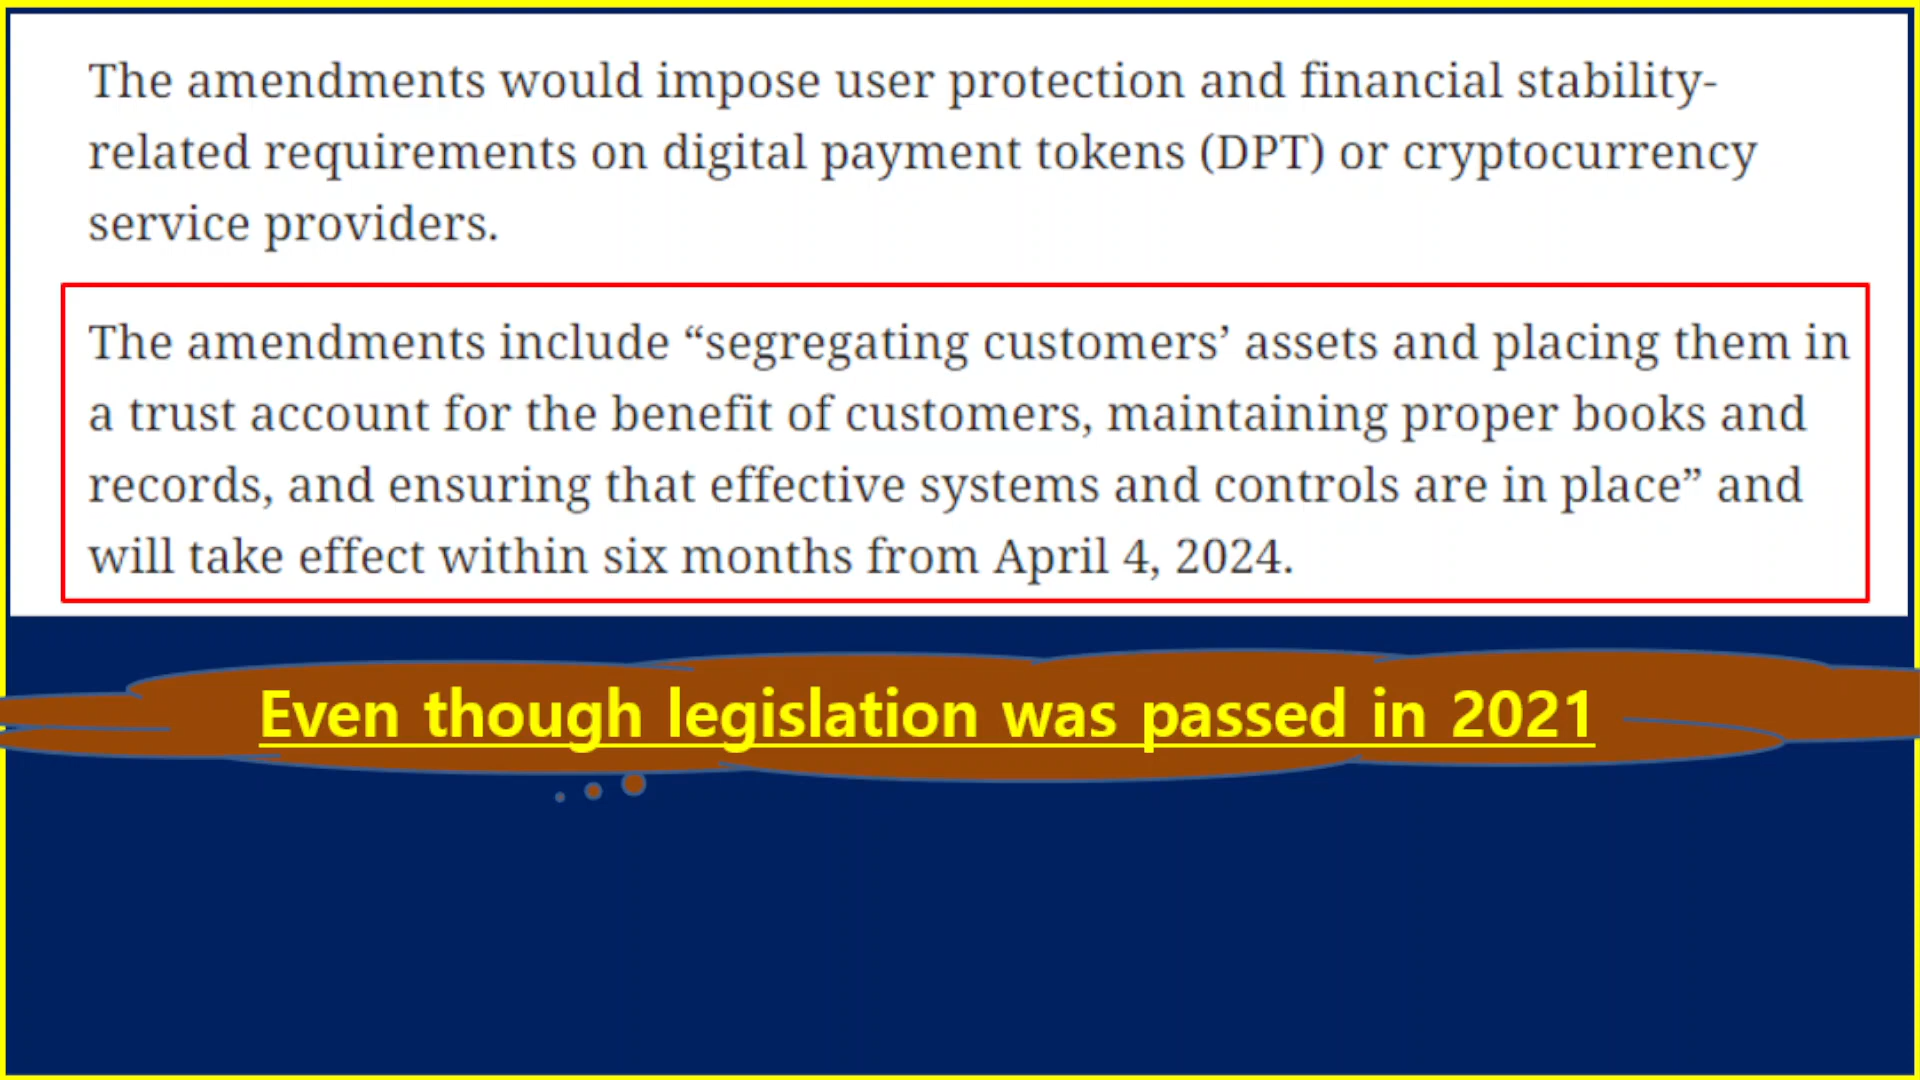 The amendments would impose user protection and financial stability-
related requirements on digital payment tokens (DPT) or cryptocurrency
service providers.
The amendments include “segregating customers’ assets and placing them in
a trust account for the benefit of customers, maintaining proper books and
records, and ensuring that effective systems and controls are in place” and
will take effect within six months from April 4, 2024.
Even though legislation was passed in 2021